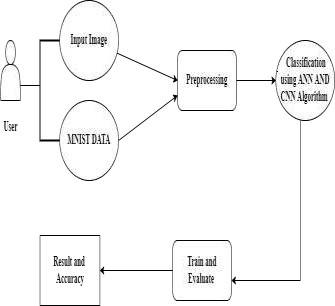 Input Image
User
MNIST DATA
Preprocessing
Classification
using ANN AND
CNN Algorithm
Result and
Accuracy
Train and
Evaluate